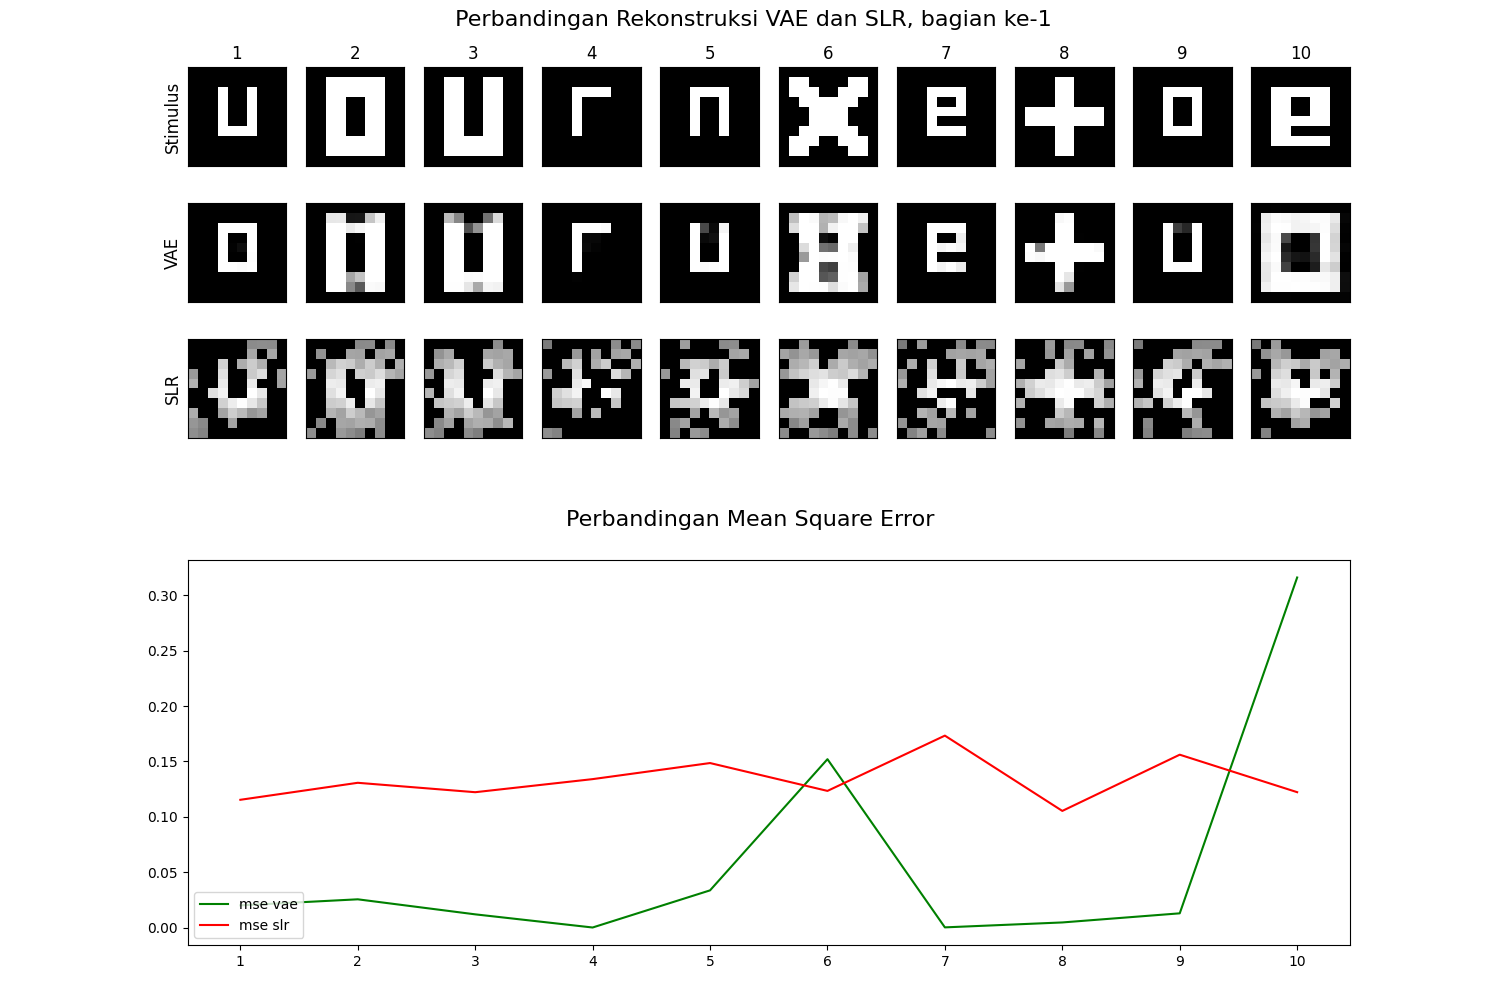 Perbandingan Rekonstruksi VAE dan SLR, bagian ke-1
1 2 3 4 5 6 7 8 9 10
Stimulus
VAE
SLR
Perbandingan Mean Square Error
0.30
0.25
0.20
0.15
0.10
0.05
0.00
mse vae
mse slr
1 2 3 4 5 6 7 8 9 10